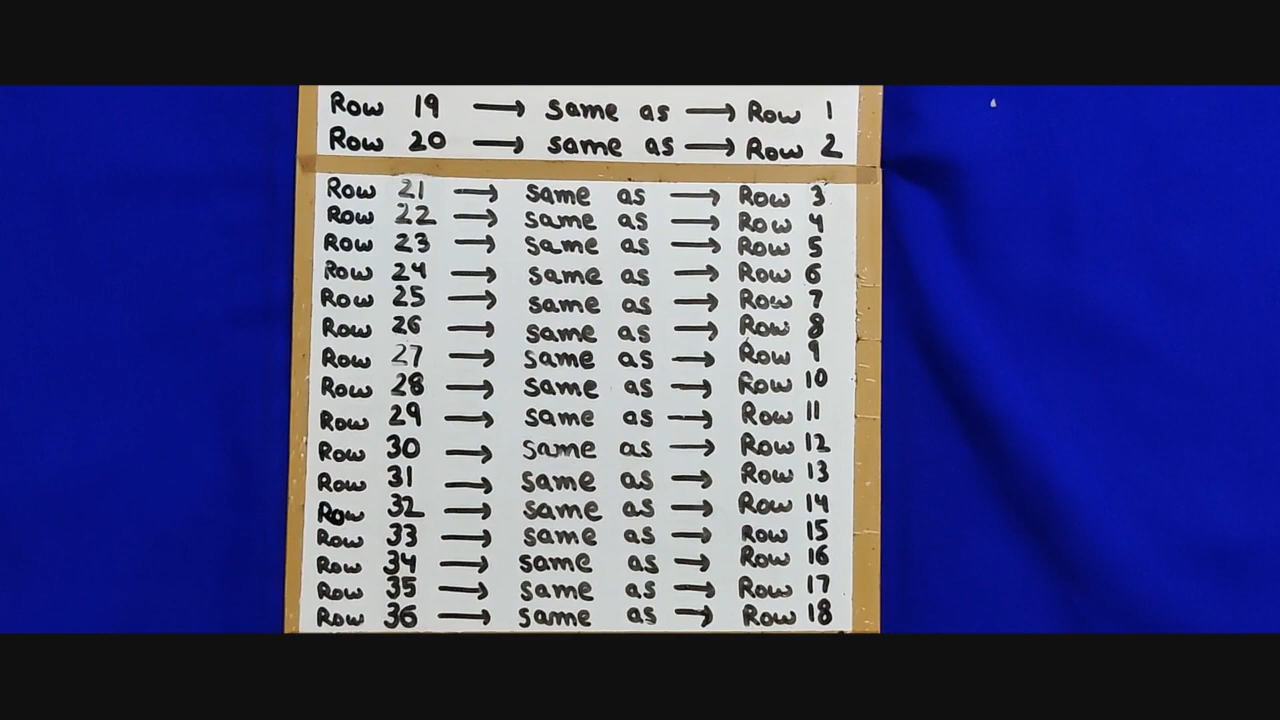 Row 19 → same as → Row 1
Row 20 → same as → Row 2
Row 21 → same as → Row 3
Row 22 → same as → Row 4
Row 23 → same as → Row 5
Row 24 → same as → Row 6
Row 25 → same as → Row 7
Row 26 → same as → Row 8
Row 27 → same as → Row 9
Row 28 → same as → Row 10
Row 29 → same as → Row 11
Row 30 → same as → Row 12
Row 31 → same as → Row 13
Row 32 → same as → Row 14
Row 33 → same as → Row 15
Row 34 → same as → Row 16
Row 35 → same as → Row 17
Row 36 → same as → Row 18